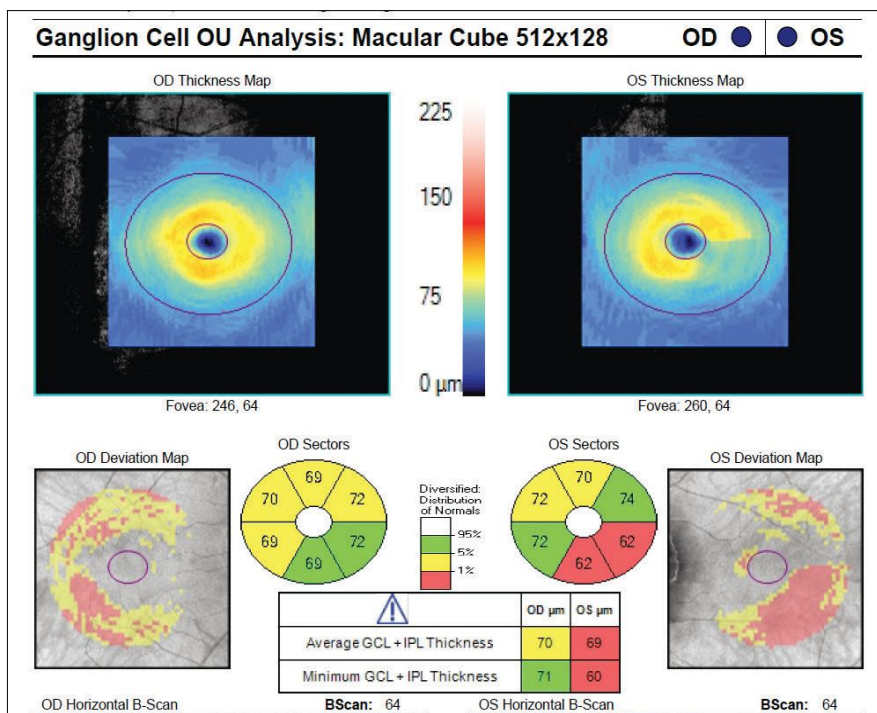 Ganglion Cell OU Analysis: Macular Cube 512x128 OD OS
OD Thickness Map
OS Thickness Map
225
150
75
0 µm
Fovea: 246, 64
Fovea: 260, 64
OD Deviation Map
OD Sectors
OS Sectors
OS Deviation Map
69
70
72
69
72
69
Diversified:
Distribution
of Normals
95%
5%
1%
70
72
74
72
62
62
OD µm OS µm
Average GCL + IPL Thickness 70 69
Minimum GCL + IPL Thickness 71 60
OD Horizontal B-Scan BScan: 64 OS Horizontal B-Scan BScan: 64